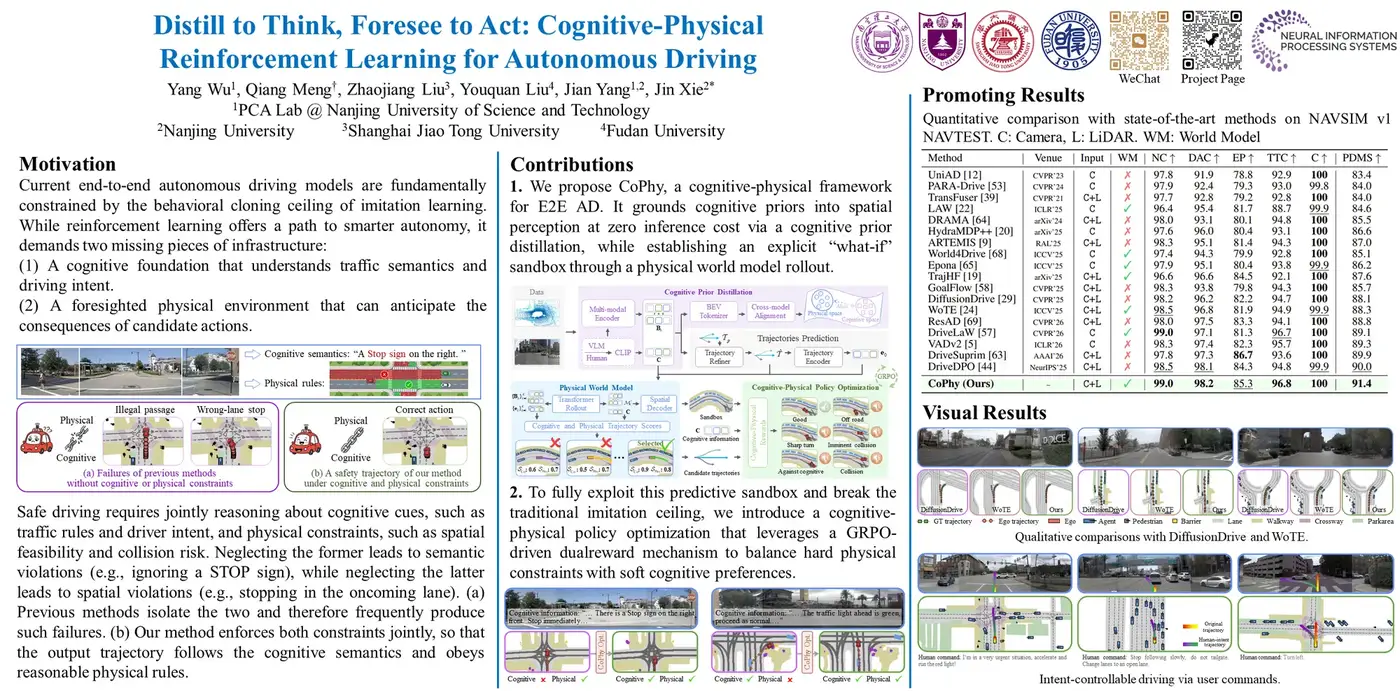 Distill to Think, Foresee to Act: Cognitive-Physical
Reinforcement Learning for Autonomous Driving
Yang Wu1, Qiang Meng†, Zhaojiang Liu3, Youquan Liu4, Jian Yang1,2, Jin Xie2*
1PCA Lab @ Nanjing University of Science and Technology
2Nanjing University 3Shanghai Jiao Tong University 4Fudan University
WeChat
Project Page
NEURAL INFORMATION
PROCESSING SYSTEMS
Motivation
Current end-to-end autonomous driving models are fundamentally
constrained by the behavioral cloning ceiling of imitation learning.
While reinforcement learning offers a path to smarter autonomy, it
demands two missing pieces of infrastructure:
(1) A cognitive foundation that understands traffic semantics and
driving intent.
(2) A foresighted physical environment that can anticipate the
consequences of candidate actions.
Cognitive semantics: “A Stop sign on the right. ”
Physical rules:
Illegal passage
Wrong-lane stop
Correct action
Physical
Cognitive
Physical
Cognitive
(a) Failures of previous methods
without cognitive or physical constraints
(b) A safety trajectory of our method
under cognitive and physical constraints
Safe driving requires jointly reasoning about cognitive cues, such as
traffic rules and driver intent, and physical constraints, such as spatial
feasibility and collision risk. Neglecting the former leads to semantic
violations (e.g., ignoring a STOP sign), while neglecting the latter
leads to spatial violations (e.g., stopping in the oncoming lane). (a)
Previous methods isolate the two and therefore frequently produce
such failures. (b) Our method enforces both constraints jointly, so that
the output trajectory follows the cognitive semantics and obeys
reasonable physical rules.
Contributions
1. We propose CoPhy, a cognitive-physical framework
for E2E AD. It grounds cognitive priors into spatial
perception at zero inference cost via a cognitive prior
distillation, while establishing an explicit “what-if”
sandbox through a physical world model rollout.
Data
Cognitive Prior Distillation
Multi-modal
Encoder
BEV
Tokenizer
Cross-model
Alignment
Physical space
VLM
Human
CLIP
Trajectories Prediction
Trajectory
Refiner
Trajectory
Encoder
GRPO
Physical World Model
Transformer
Rollout
Spatial
Decoder
Sandbox
Cognitive and Physical Trajectory Scores
Cognitive information
Selected
Candidate trajectories
Cognitive-Physical Policy Optimization
Good
Off road
Sharp turn
Imminent collision
Against cognitive
Collision
2. To fully exploit this predictive sandbox and break the
traditional imitation ceiling, we introduce a cognitive-
physical policy optimization that leverages a GRPO-
driven dualreward mechanism to balance hard physical
constraints with soft cognitive preferences.
Cognitive information: “… There is a Stop sign on the right
front. Stop immediately…”
Cognitive information: “… The traffic light ahead is green,
proceed as normal…”
CoPhy Opti
CoPhy Opti
Cognitive ✗ Physical ✓
Cognitive ✓ Physical ✓
Cognitive ✓ Physical ✗
Cognitive ✓ Physical ✓
Promoting Results
Quantitative comparison with state-of-the-art methods on NAVSIM v1
NAVTEST. C: Camera, L: LiDAR. WM: World Model
Method Venue Input WM NC ↑ DAC ↑ EP ↑ TTC ↑ C ↑ PDMS ↑
UniAD [12] CVPR'23 C ✗ 97.8 91.9 78.8 92.9 100 83.4
PARA-Drive [53] CVPR'24 C ✗ 97.9 92.4 79.3 93.0 99.8 84.0
TransFuser [39] CVPR'21 C+L ✗ 97.7 92.8 79.2 92.8 100 84.0
LAW [22] ICLR'25 C ✓ 96.4 95.4 81.7 88.7 99.9 84.6
DRAMA [64] arXiv'24 C+L ✗ 98.0 93.1 80.1 94.8 100 85.5
HydraMDP++ [20] arXiv'25 C ✗ 97.6 96.0 80.4 93.1 100 86.6
ARTEMIS [9] RAL'25 C+L ✗ 98.3 95.1 81.4 94.3 100 87.0
World4Drive [68] ICCV'25 C ✓ 97.4 94.3 79.9 92.8 100 85.1
Epona [65] ICCV'25 C ✓ 97.9 95.1 80.4 93.8 99.9 86.2
TrajHF [19] arXiv'25 C+L ✓ 96.6 96.6 84.5 92.1 100 87.6
GoalFlow [58] CVPR'25 C+L ✗ 98.3 93.8 79.8 94.3 100 85.7
DiffusionDrive [29] CVPR'25 C+L ✗ 98.2 96.2 82.2 94.7 100 88.1
WoTE [24] ICCV'25 C+L ✓ 98.5 96.8 81.9 94.9 99.9 88.3
ResAD [69] CVPR'26 C+L ✗ 98.0 97.5 83.3 94.1 100 88.8
DriveLaW [57] CVPR'26 C ✓ 99.0 97.1 81.3 96.7 100 89.1
VADv2 [5] ICLR'26 C ✗ 98.3 97.4 82.3 95.7 100 89.3
DriveSuprim [63] AAAI'26 C+L ✗ 97.8 97.3 86.7 93.6 100 89.9
DriveDPO [44] NeurIPS'25 C+L ✗ 98.5 98.1 84.3 94.8 99.9 90.0
CoPhy (Ours) - C+L ✓ 99.0 98.2 85.3 96.8 100 91.4
Visual Results
DiffusionDrive WoTE Ours
DiffusionDrive WoTE Ours
DiffusionDrive WoTE Ours
GT trajectory Ego trajectory Ego Agent Pedestrian Barrier Lane Walkway Crossway Parkarea
Qualitative comparisons with DiffusionDrive and WoTE.
Original
trajectory
Human-intent
trajectory
Human command: I'm in a very urgent situation, accelerate and
run the red light!
Human command: Stop following slowly, do not tailgate.
Change lanes to an open lane.
Human command: Turn left.
Intent-controllable driving via user commands.